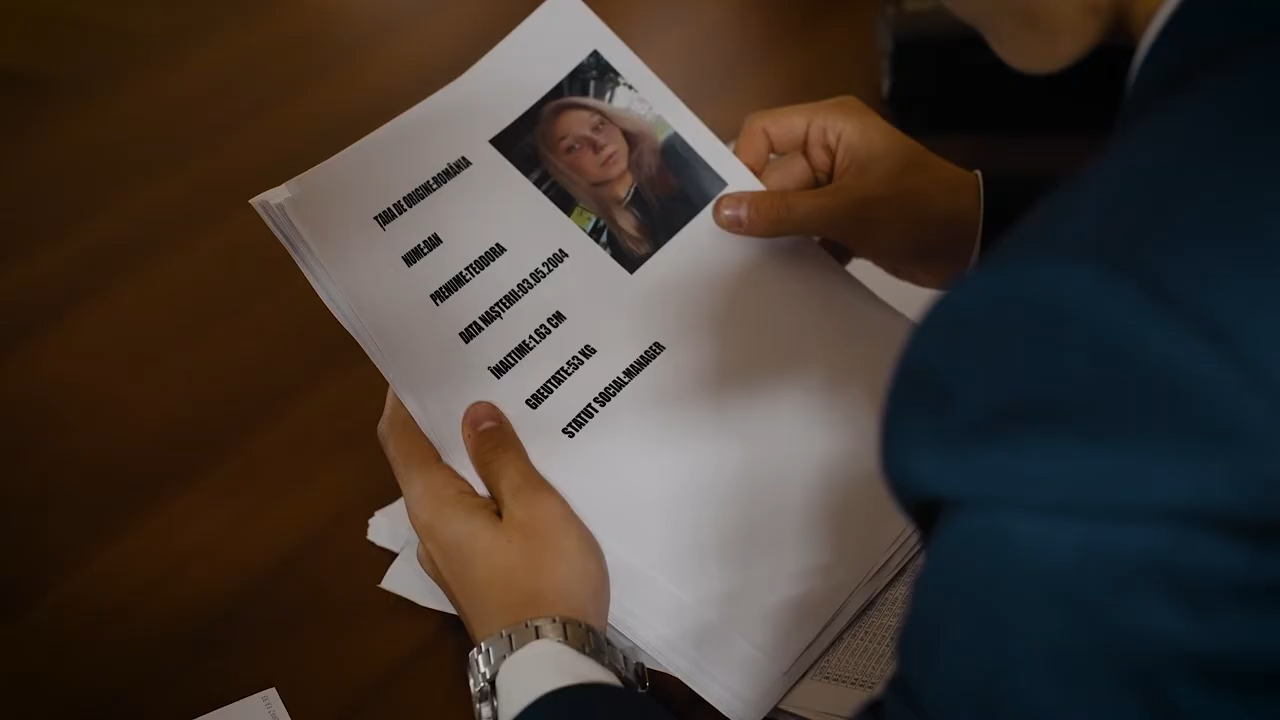 ȚARA DE ORIGINE:ROMÂNIA
NUME:DAN
PRENUME:TEODORA
DATA NAȘTERII:03.05.2004
ÎNALTIME:1.63 CM
GREUTATE:53 KG
STATUT SOCIAL:MANAGER